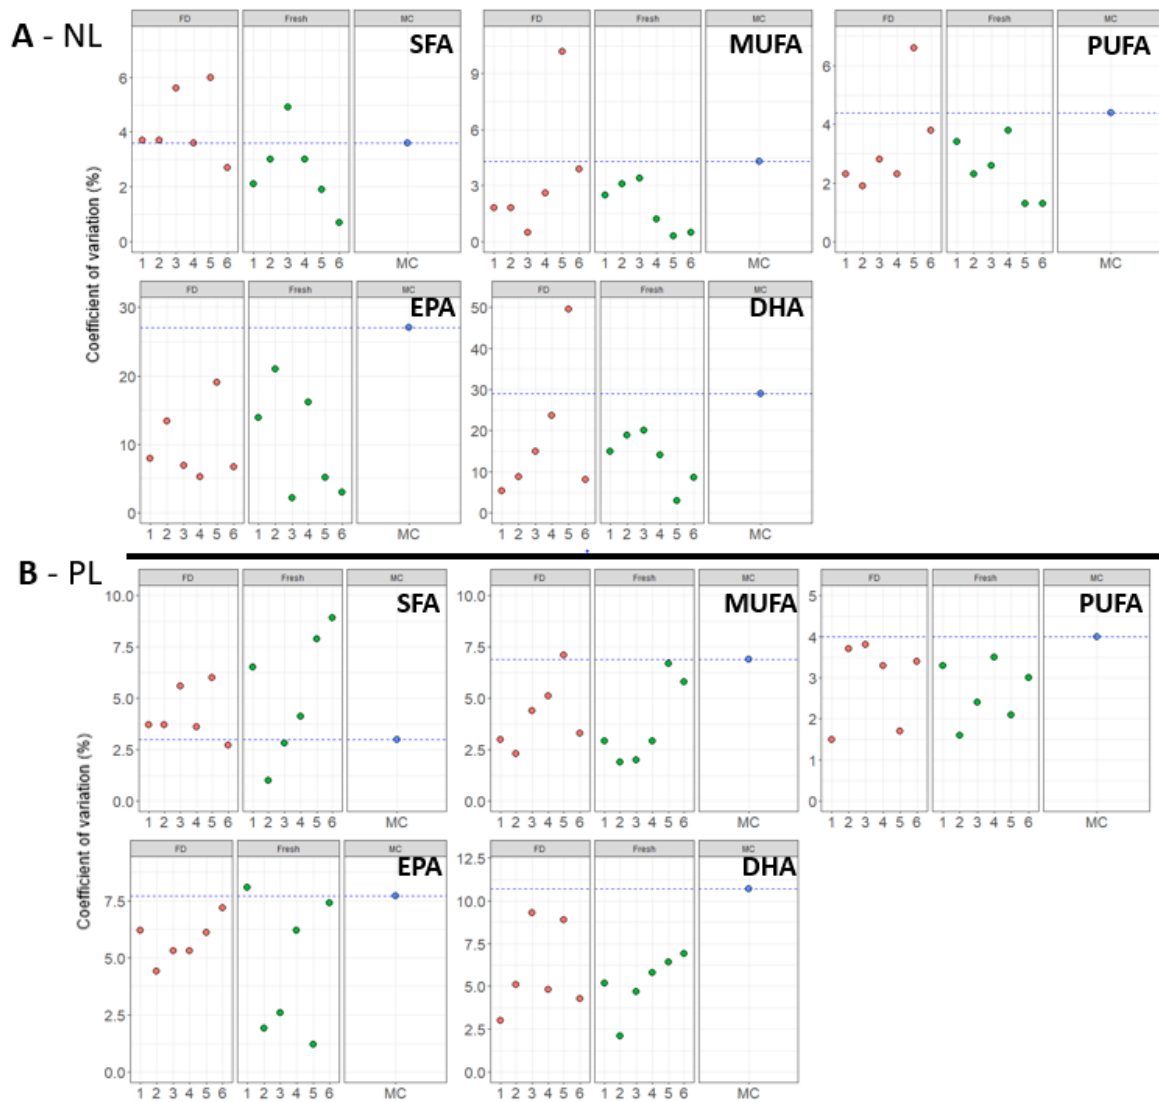 A - NL
Coefficient of variation (%)
FD Fresh MC
SFA
6
4
2
0
1 2 3 4 5 6 1 2 3 4 5 6 MC
FD Fresh MC
MUFA
9
6
3
0
1 2 3 4 5 6 1 2 3 4 5 6 MC
FD Fresh MC
PUFA
6
4
2
0
1 2 3 4 5 6 1 2 3 4 5 6 MC
FD Fresh
EPA
30
20
10
0
1 2 3 4 5 6 1 2 3 4 5 6 MC
FD Fresh
DHA
50
40
30
20
10
0
1 2 3 4 5 6 1 2 3 4 5 6 MC
B - PL
Coefficient of variation (%)
FD Fresh MC
SFA
10.0
7.5
5.0
2.5
0.0
1 2 3 4 5 6 1 2 3 4 5 6 MC
FD Fresh MC
MUFA
10.0
7.5
5.0
2.5
0.0
1 2 3 4 5 6 1 2 3 4 5 6 MC
FD Fresh MC
PUFA
5
4
3
2
1
0
1 2 3 4 5 6 1 2 3 4 5 6 MC
FD Fresh MC
EPA
7.5
5.0
2.5
0.0
1 2 3 4 5 6 1 2 3 4 5 6 MC
FD Fresh MC
DHA
12.5
10.0
7.5
5.0
2.5
0.0
1 2 3 4 5 6 1 2 3 4 5 6 MC